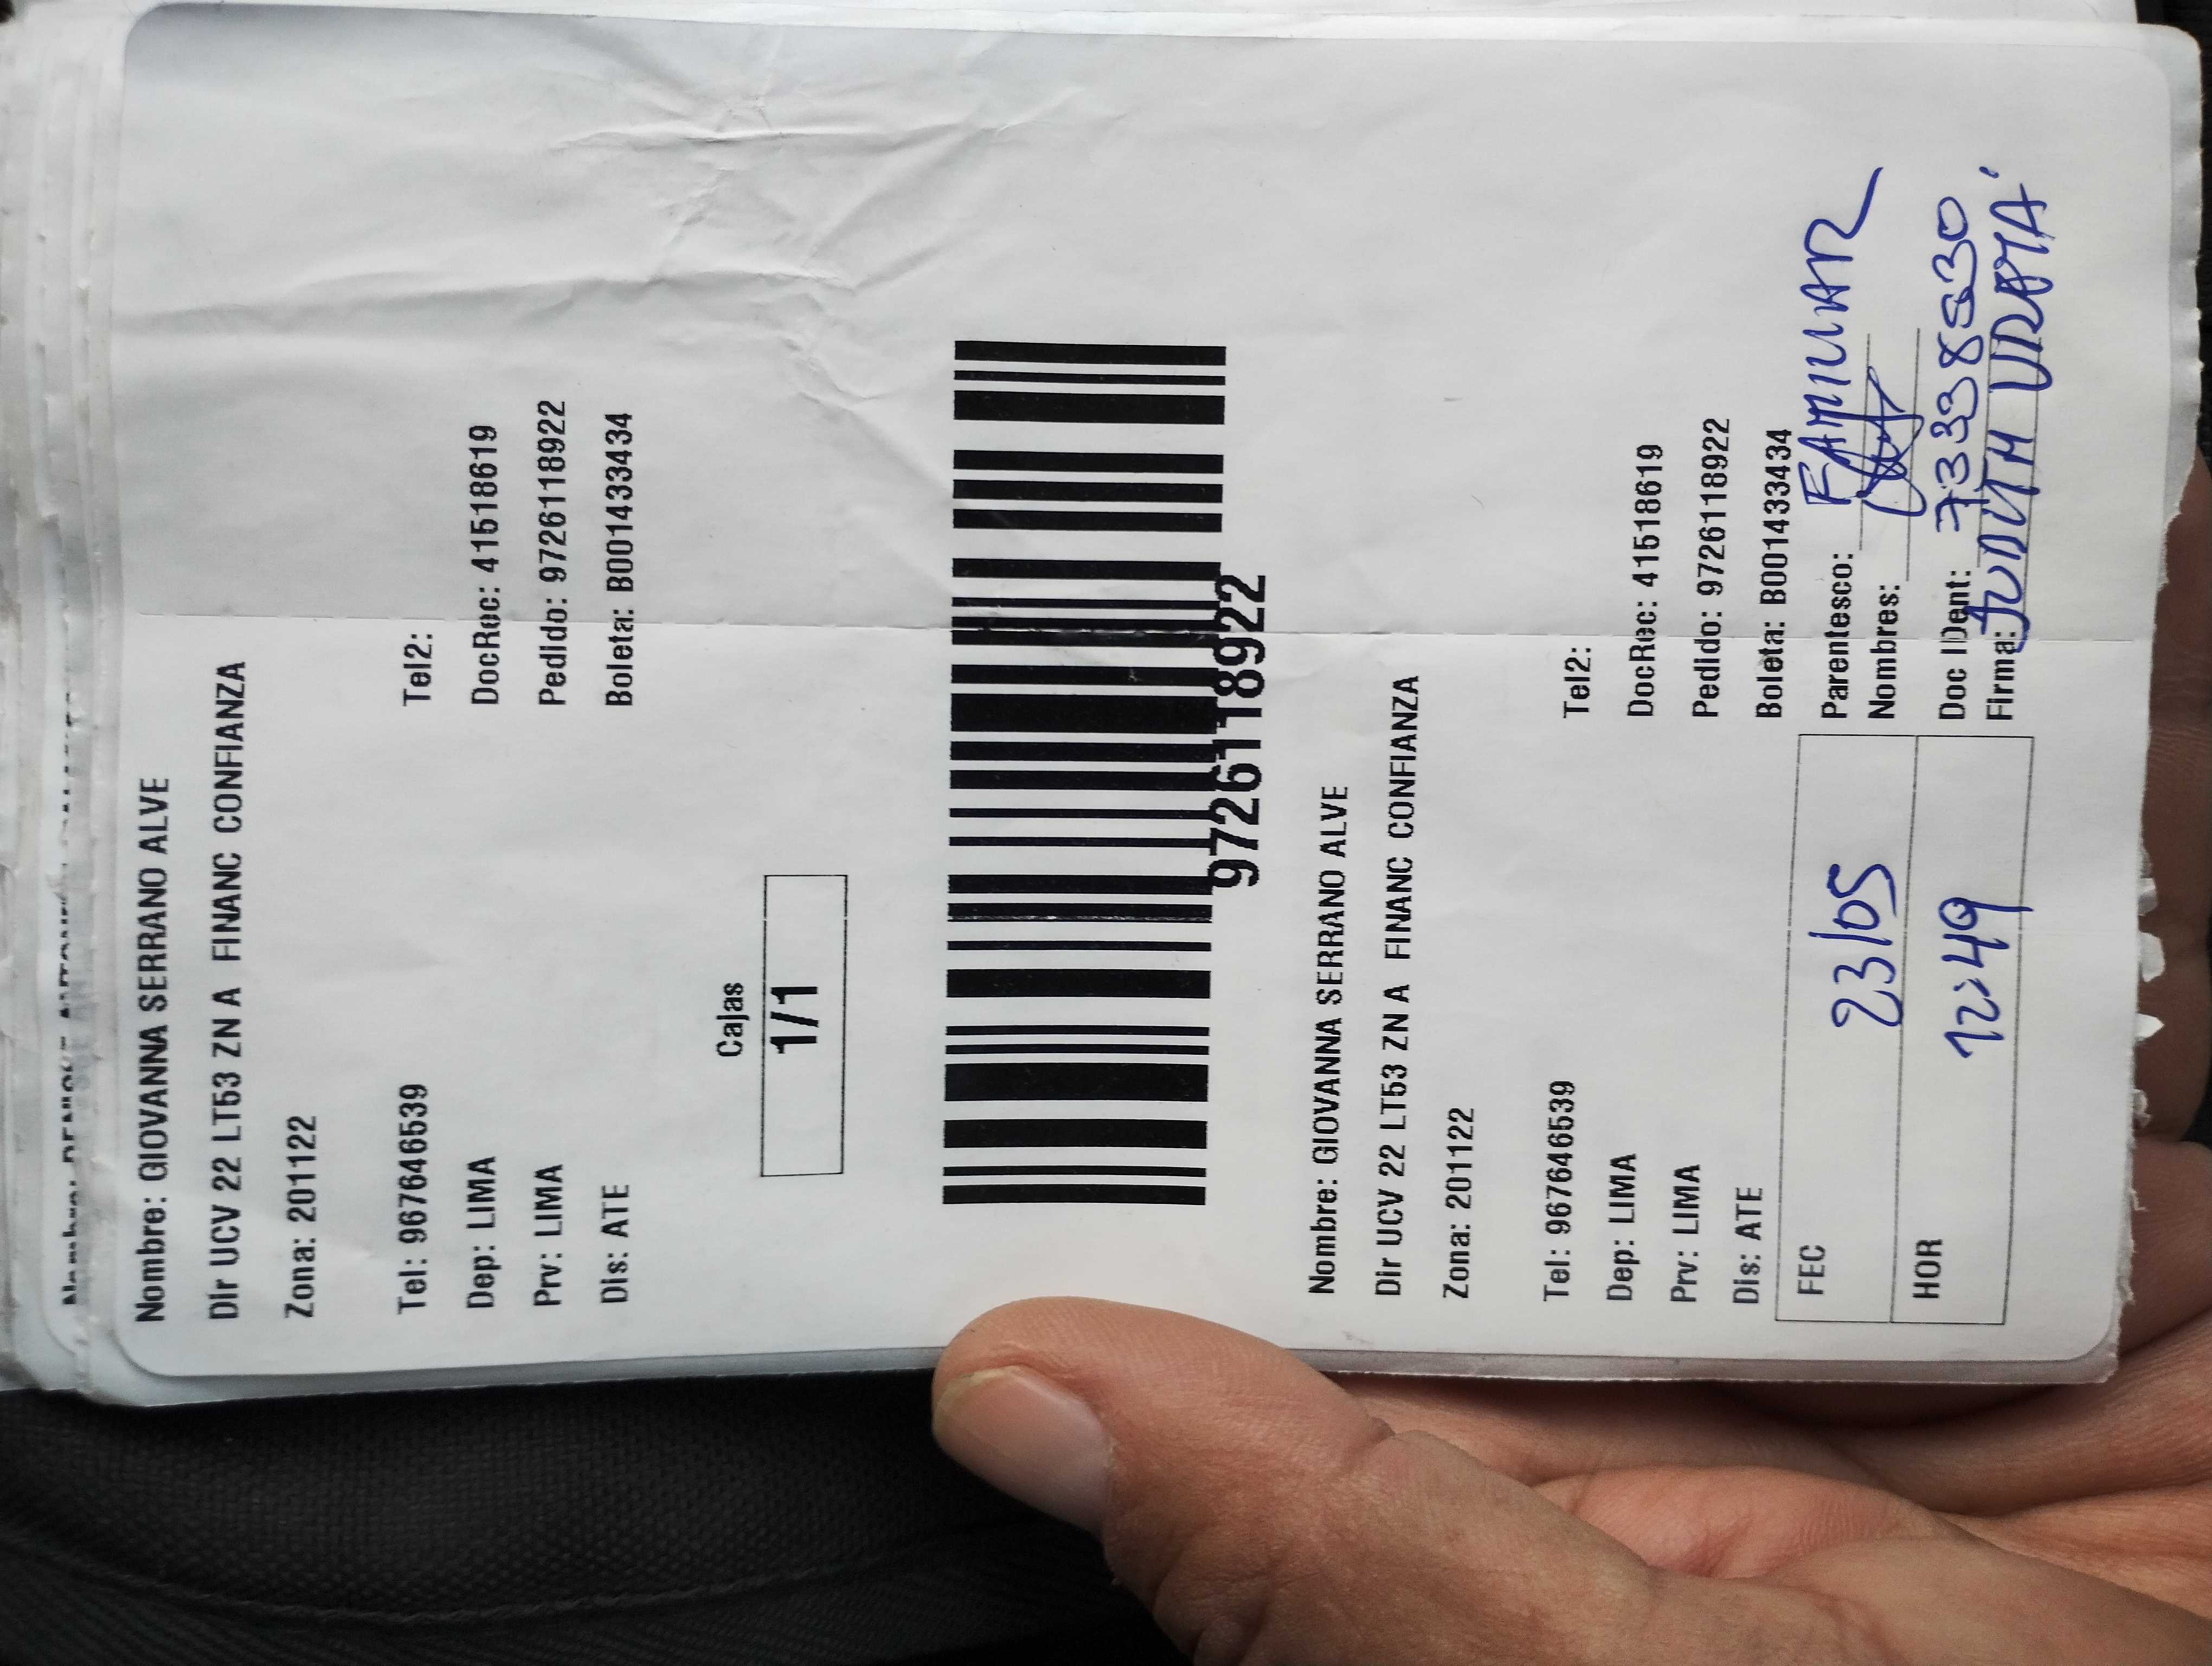 Nombre: GIOVANNA SERRANO ALVE
Dir UCV 22 LT53 ZN A FINANC CONFIANZA
Zona: 201122
Tel: 967646539 Tel2:
Dep: LIMA DocRec: 41518619
Prv: LIMA Pedido: 9726118922
Dis: ATE Boleta: B001433434
Cajas
1/1
9726118922
Nombre: GIOVANNA SERRANO ALVE
Dir UCV 22 LT53 ZN A FINANC CONFIANZA
Zona: 201122
Tel: 967646539 Tel2:
Dep: LIMA DocRec: 41518619
Prv: LIMA Pedido: 9726118922
Dis: ATE Boleta: B001433434
FEC 23/05 Parentesco: FAMILIAR
Nombres:
HOR 12:49 Doc IDent: 73338530
Firma: JUDITH